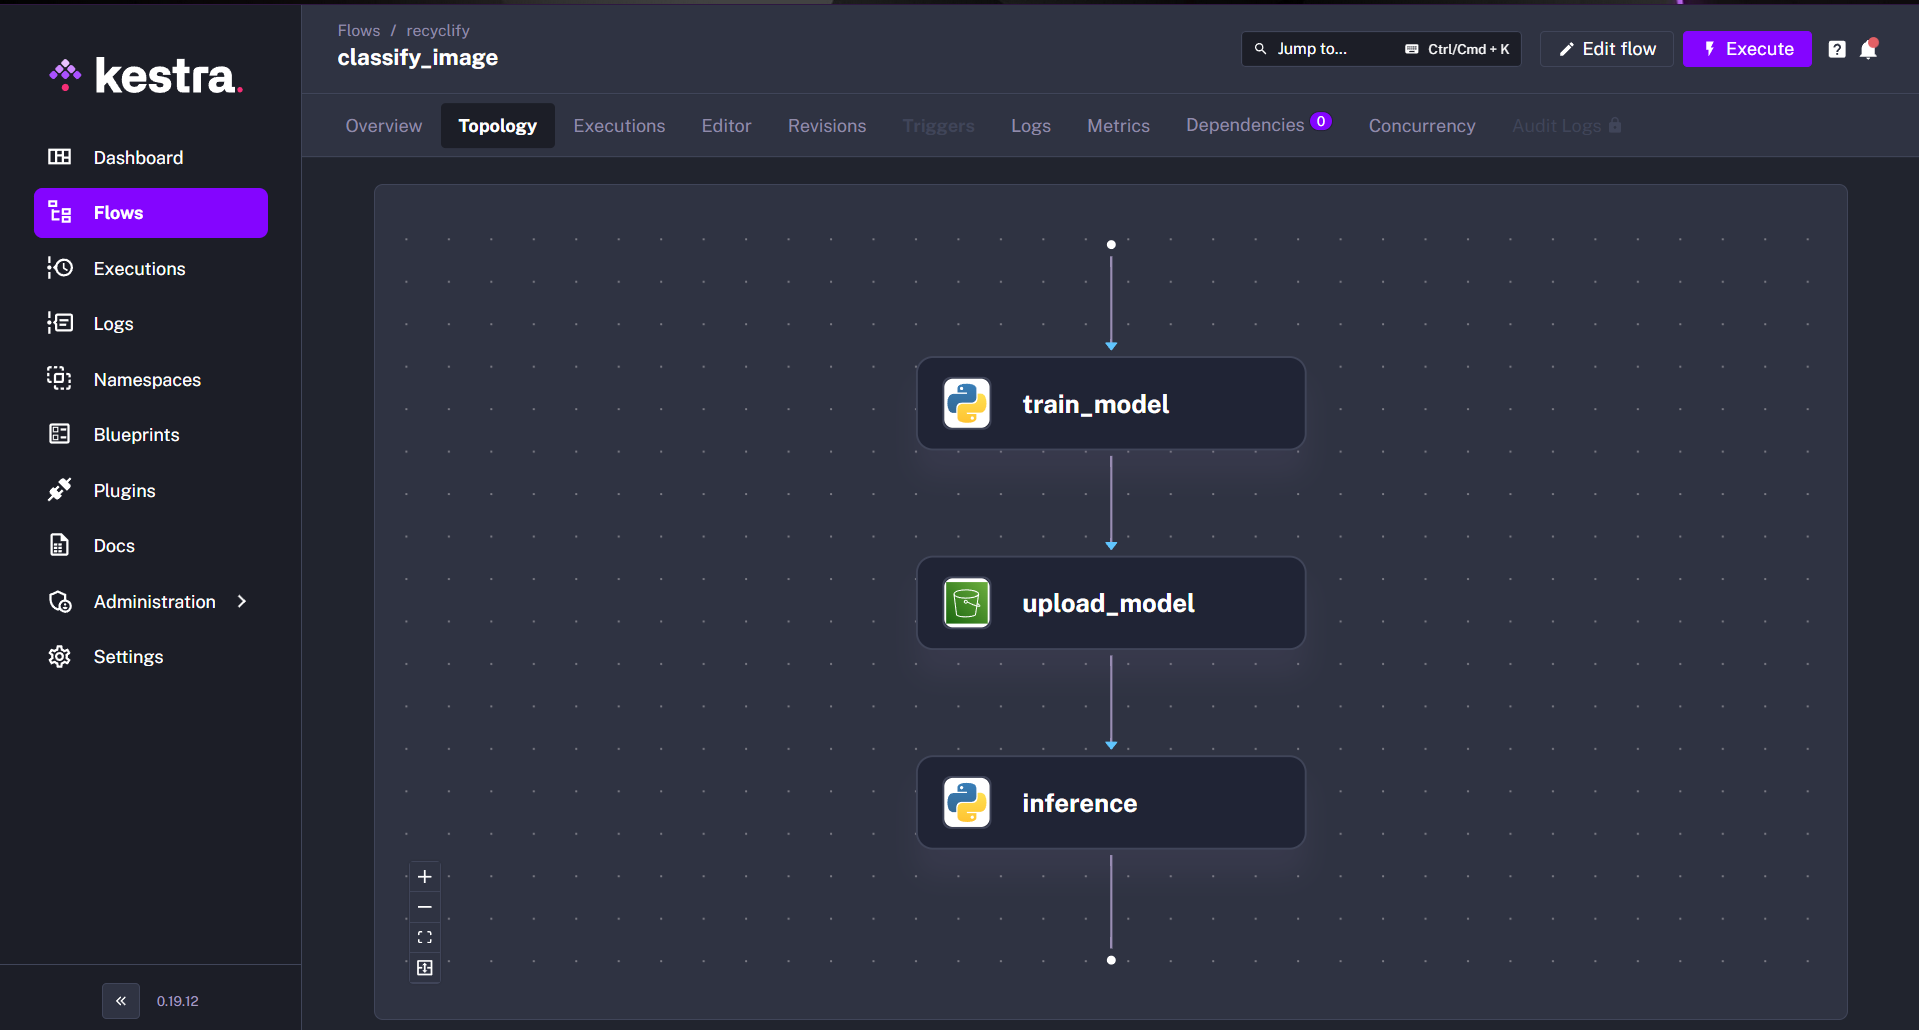 kestra.
Dashboard
Flows
Executions
Logs
Namespaces
Blueprints
Plugins
Docs
Administration
Settings
0.19.12
Flows / recyclify
classify_image
Jump to... Ctrl/Cmd + K
Edit flow
Execute
Overview Topology Executions Editor Revisions Triggers Logs Metrics Dependencies 0 Concurrency Audit Logs
train_model
upload_model
inference